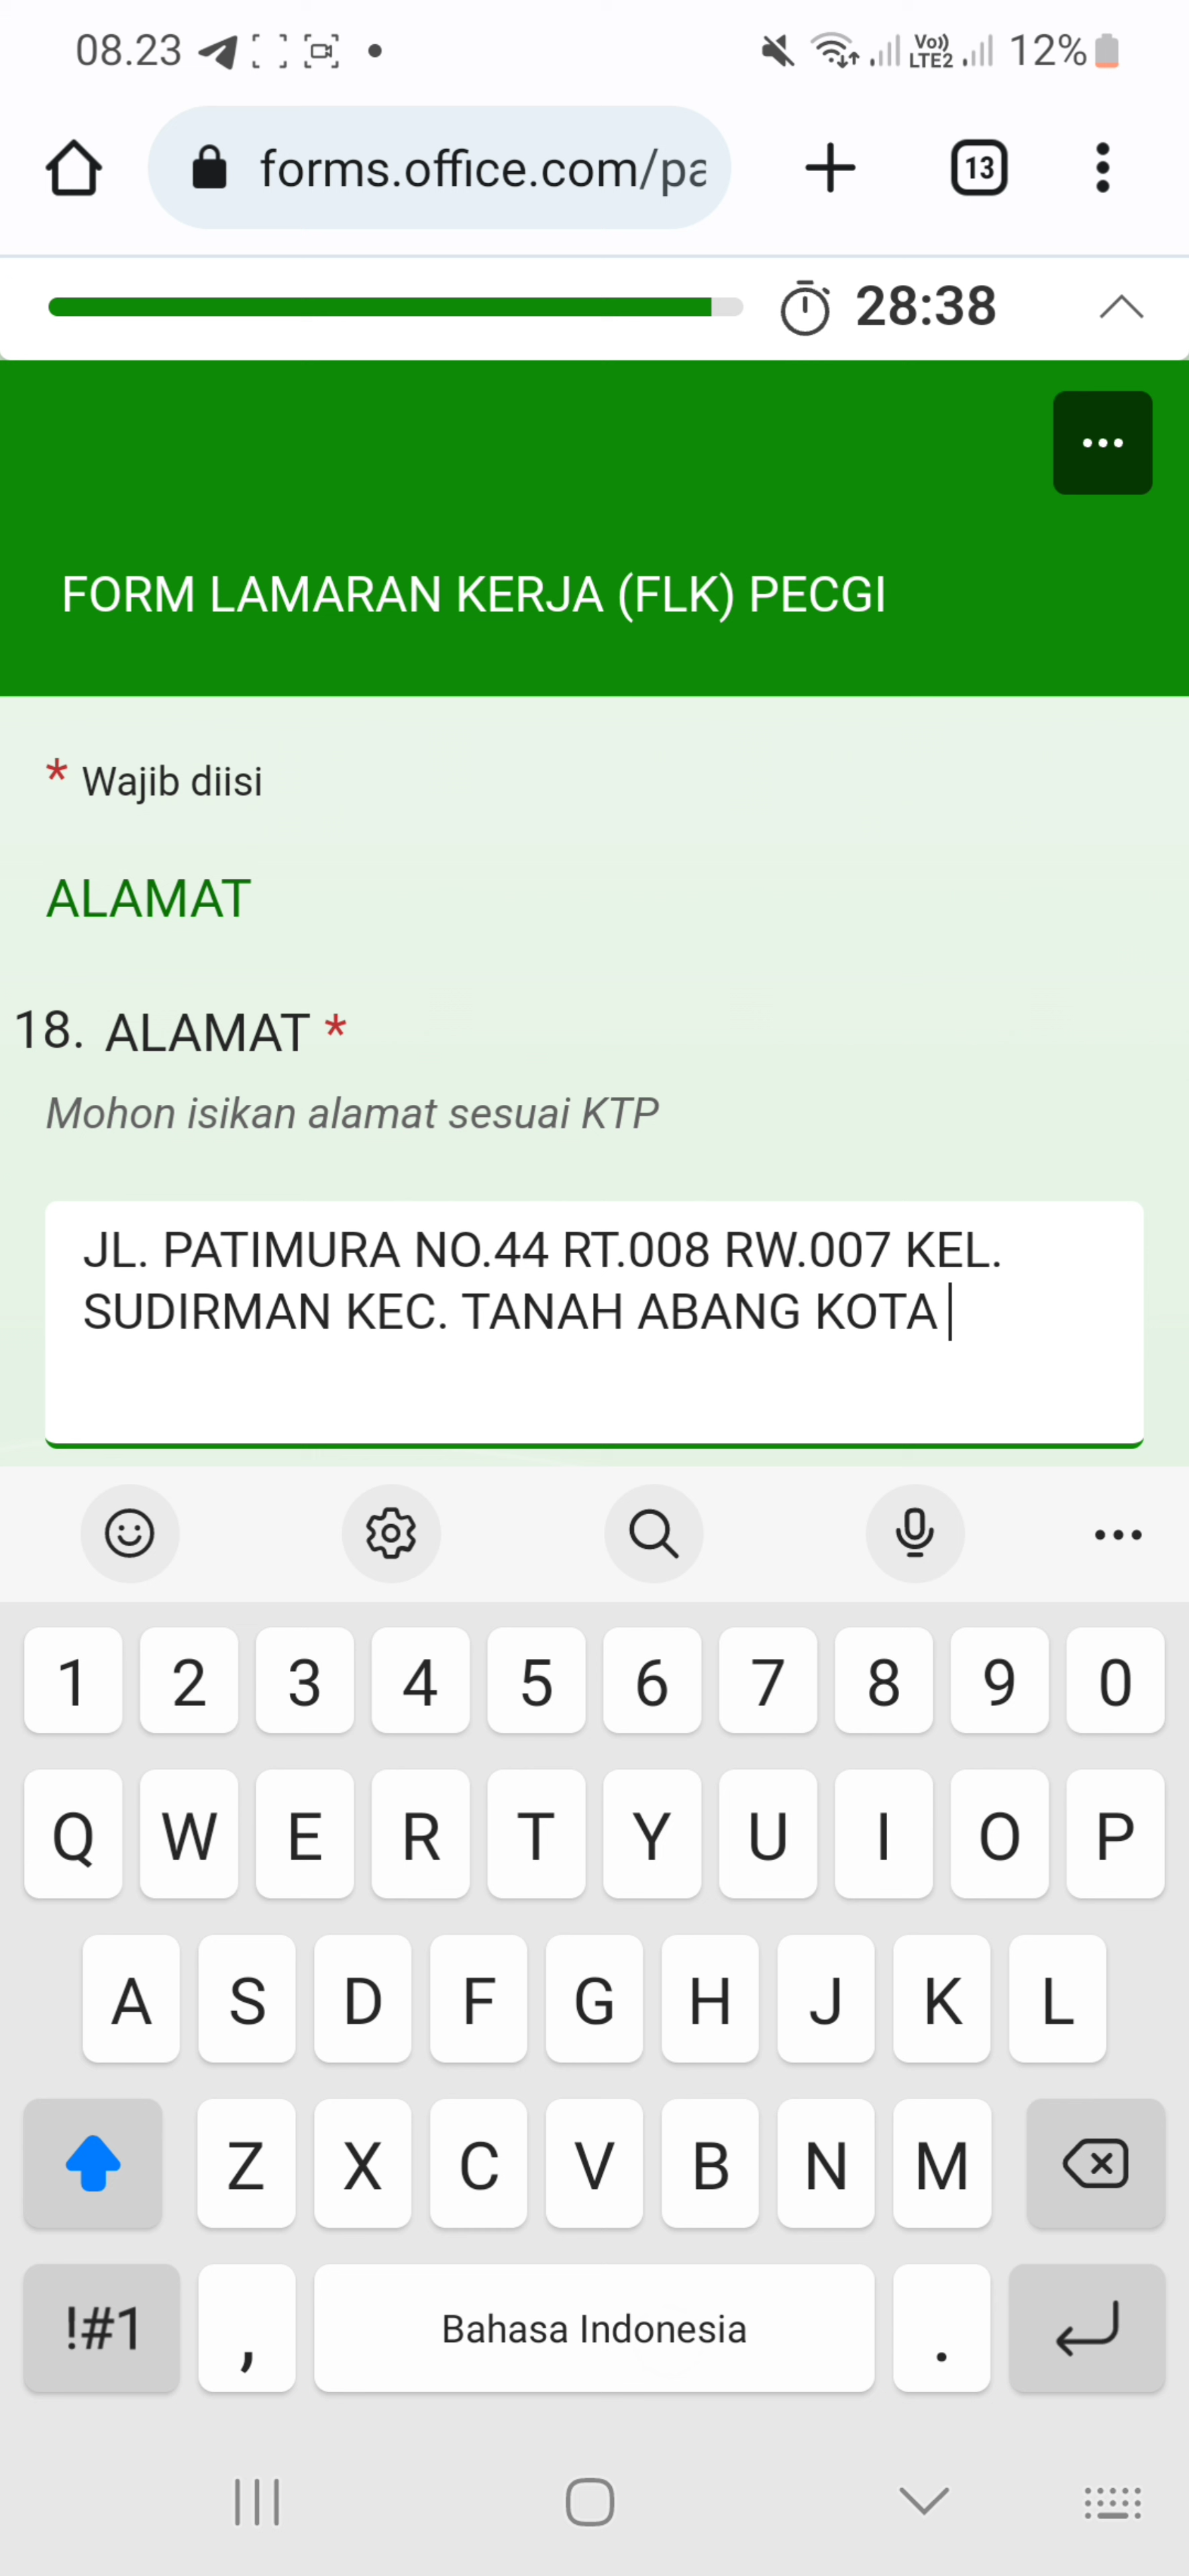 08.23
Vo))
LTE2
12%
forms.office.com/pa
13
28:38
FORM LAMARAN KERJA (FLK) PECGI
* Wajib diisi
ALAMAT
18. ALAMAT *
Mohon isikan alamat sesuai KTP
JL. PATIMURA NO.44 RT.008 RW.007 KEL.
SUDIRMAN KEC. TANAH ABANG KOTA
1 2 3 4 5 6 7 8 9 0
Q W E R T Y U I O P
A S D F G H J K L
Z X C V B N M
!#1 , Bahasa Indonesia .